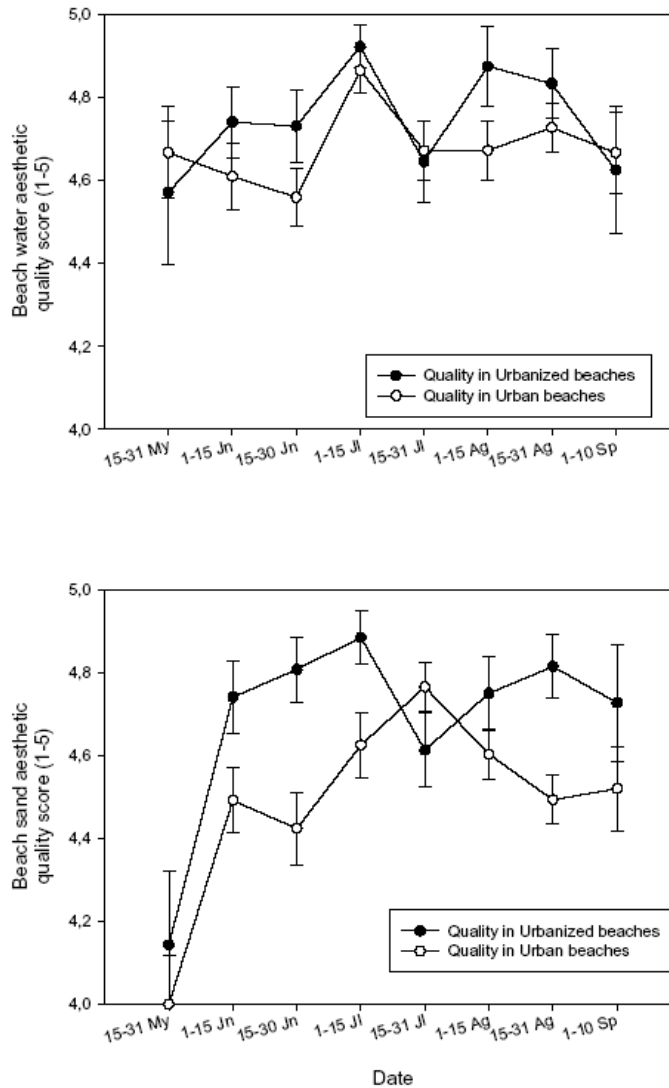 Beach water aesthetic
quality score (1-5)
5,0
4,8
4,6
4,4
4,2
4,0
Quality in Urbanized beaches
Quality in Urban beaches
15-31 My
1-15 Jn
15-30 Jn
1-15 Jl
15-31 Jl
1-15 Ag
15-31 Ag
1-10 Sp
Beach sand aesthetic
quality score (1-5)
5,0
4,8
4,6
4,4
4,2
4,0
Quality in Urbanized beaches
Quality in Urban beaches
15-31 My
1-15 Jn
15-30 Jn
1-15 Jl
15-31 Jl
1-15 Ag
15-31 Ag
1-10 Sp
Date